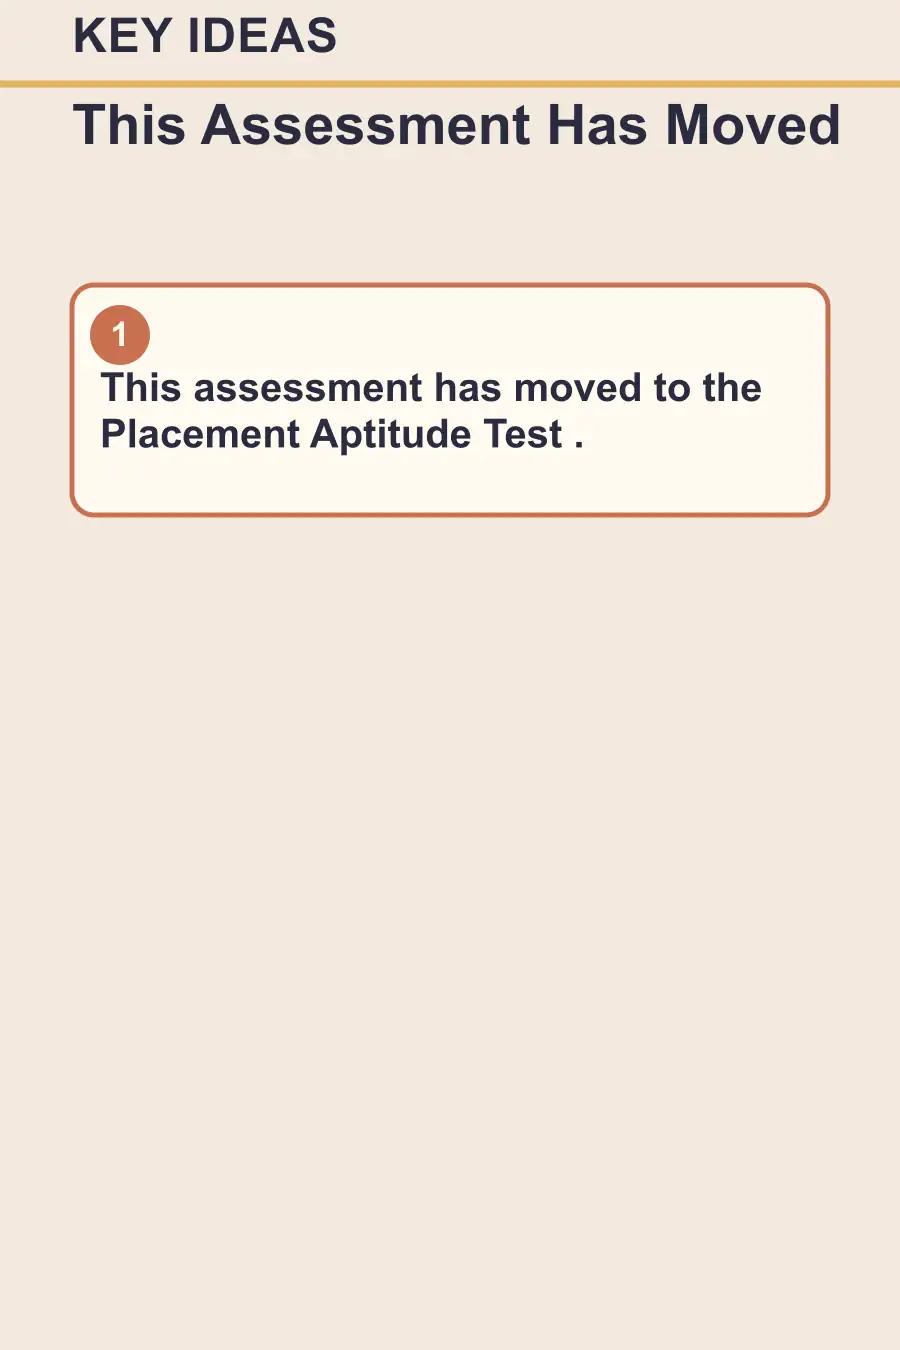 KEY IDEAS
This Assessment Has Moved
1
This assessment has moved to the
Placement Aptitude Test .